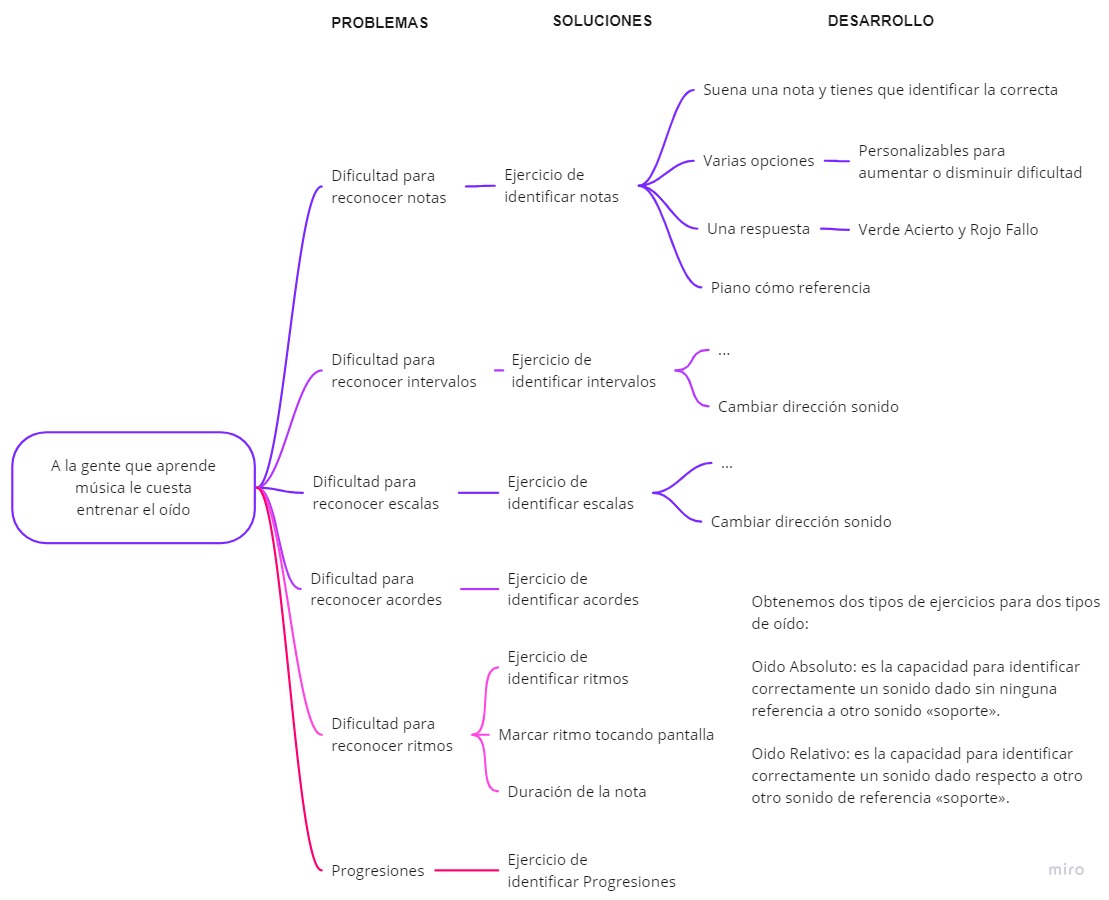 PROBLEMAS
SOLUCIONES
DESARROLLO
A la gente que aprende
música le cuesta
entrenar el oído
Dificultad para
reconocer notas
Ejercicio de
identificar notas
Suena una nota y tienes que identificar la correcta
Varias opciones
Personalizables para
aumentar o disminuir dificultad
Una respuesta
Verde Acierto y Rojo Fallo
Piano cómo referencia
Dificultad para
reconocer intervalos
Ejercicio de
identificar intervalos
...
Cambiar dirección sonido
Dificultad para
reconocer escalas
Ejercicio de
identificar escalas
...
Cambiar dirección sonido
Dificultad para
reconocer acordes
Ejercicio de
identificar acordes
Dificultad para
reconocer ritmos
Ejercicio de
identificar ritmos
Marcar ritmo tocando pantalla
Duración de la nota
Progresiones
Ejercicio de
identificar Progresiones
Obtenemos dos tipos de ejercicios para dos tipos
de oído:
Oido Absoluto: es la capacidad para identificar
correctamente un sonido dado sin ninguna
referencia a otro sonido «soporte».
Oido Relativo: es la capacidad para identificar
correctamente un sonido dado respecto a otro
otro sonido de referencia «soporte».
miro